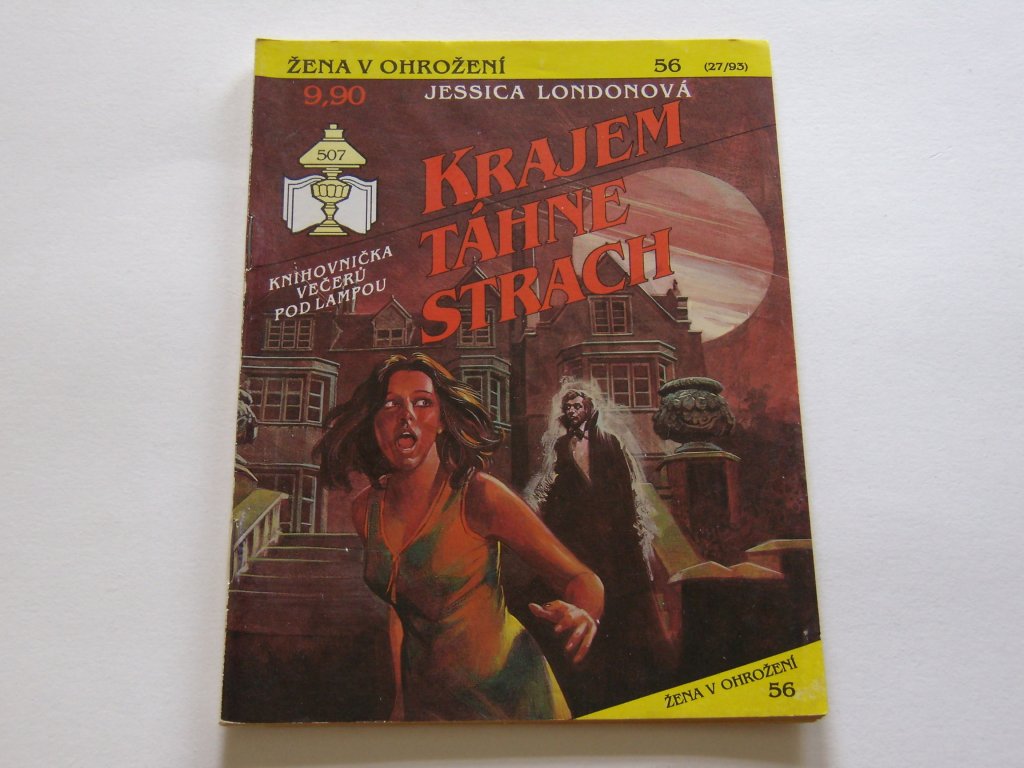 ŽENA V OHROŽENÍ 56 (27/93)
9,90 JESSICA LONDONOVÁ
507
KRAJEM
TÁHNE
STRACH
KNIHOVNIČKA
VEČERŮ
POD LAMPOU
ŽENA V OHROŽENÍ
56